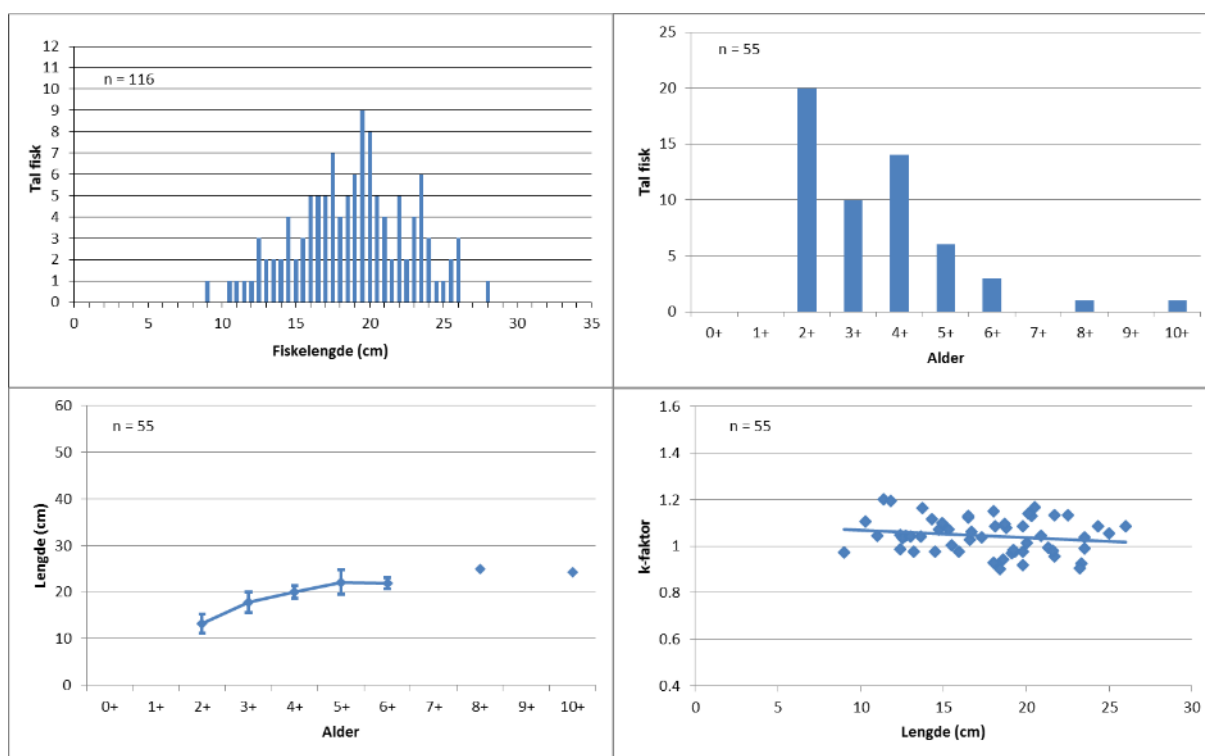 12
11
10
9
8
7
6
5
4
3
2
1
0
Tal fisk
n = 116
0 5 10 15 20 25 30 35
Fiskelengde (cm)
25
20
15
10
5
0
Tal fisk
n = 55
0+ 1+ 2+ 3+ 4+ 5+ 6+ 7+ 8+ 9+ 10+
Alder
60
50
40
30
20
10
0
Lengde (cm)
n = 55
0+ 1+ 2+ 3+ 4+ 5+ 6+ 7+ 8+ 9+ 10+
Alder
1.6
1.4
1.2
1
0.8
0.6
0.4
k-faktor
n = 55
0 5 10 15 20 25 30
Lengde (cm)